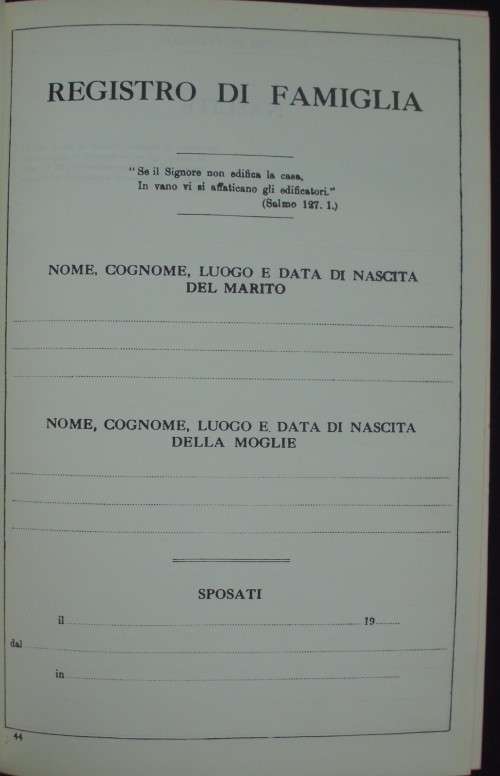 REGISTRO DI FAMIGLIA
"Se il Signore non edifica la casa,
In vano vi si affaticano gli edificatori."
(Salmo 127. 1.)
NOME, COGNOME, LUOGO E DATA DI NASCITA
DEL MARITO
NOME, COGNOME, LUOGO E DATA DI NASCITA
DELLA MOGLIE
SPOSATI
il 19
dal
in
44